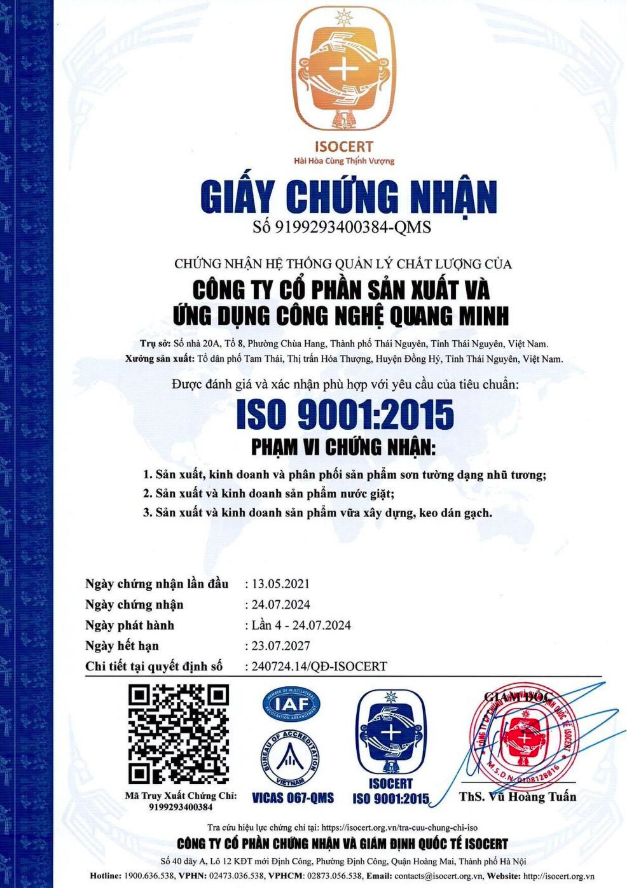 ISOCERT
Hài Hòa Cùng Thịnh Vượng
GIẤY CHỨNG NHẬN
Số 9199293400384-QMS
CHỨNG NHẬN HỆ THỐNG QUẢN LÝ CHẤT LƯỢNG CỦA
CÔNG TY CỔ PHẦN SẢN XUẤT VÀ
ỨNG DỤNG CÔNG NGHỆ QUANG MINH
Trụ sở: Số nhà 20A, Tổ 8, Phường Chùa Hang, Thành phố Thái Nguyên, Tỉnh Thái Nguyên, Việt Nam.
Xưởng sản xuất: Tổ dân phố Tam Thái, Thị trấn Hóa Thượng, Huyện Đồng Hỷ, Tỉnh Thái Nguyên, Việt Nam.
Được đánh giá và xác nhận phù hợp với yêu cầu của tiêu chuẩn:
ISO 9001:2015
PHẠM VI CHỨNG NHẬN:
1. Sản xuất, kinh doanh và phân phối sản phẩm sơn tường dạng nhũ tương;
2. Sản xuất và kinh doanh sản phẩm nước giặt;
3. Sản xuất và kinh doanh sản phẩm vữa xây dựng, keo dán gạch.
Ngày chứng nhận lần đầu : 13.05.2021
Ngày chứng nhận : 24.07.2024
Ngày phát hành : Lần 4 - 24.07.2024
Ngày hết hạn : 23.07.2027
Chi tiết tại quyết định số : 240724.14/QĐ-ISOCERT
Mã Truy Xuất Chứng Chỉ:
9199293400384
IAF
BUREAU OF ACCREDITATION
VIETNAM
VICAS 067-QMS
ISOCERT
ISO 9001:2015
GIÁM ĐỐC
M.S.D.N: 0108128816
ThS. Vũ Hoàng Tuấn
Tra cứu hiệu lực chứng chỉ tại: https://isocert.org.vn/tra-cuu-chung-chi-iso
CÔNG TY CỔ PHẦN CHỨNG NHẬN VÀ GIÁM ĐỊNH QUỐC TẾ ISOCERT
Số 40 dãy A, Lô 12 KĐT mới Định Công, Phường Định Công, Quận Hoàng Mai, Thành phố Hà Nội
Hotline: 1900.636.538, VPHN: 02473.036.538, VPHCM: 02873.056.538, Email: contacts@isocert.org.vn, Website: http://isocert.org.vn